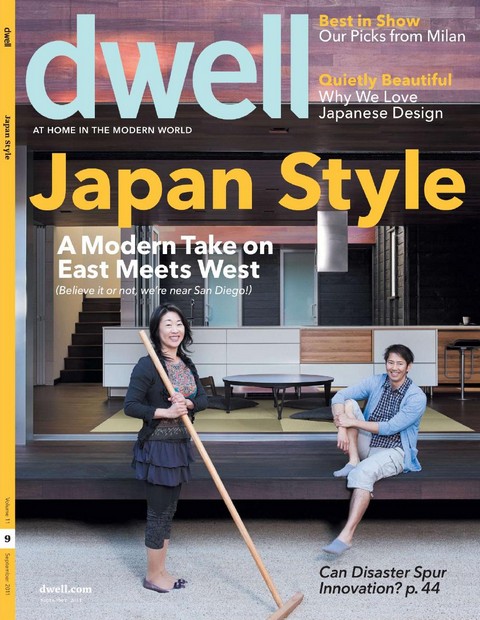 dwell
AT HOME IN THE MODERN WORLD
Best in Show
Our Picks from Milan
Quietly Beautiful
Why We Love
Japanese Design
Japan Style
A Modern Take on
East Meets West
(Believe it or not, we're near San Diego!)
Can Disaster Spur
Innovation? p. 44
dwell.com
dwell
Japan Style
Volume 11
9
September 2011